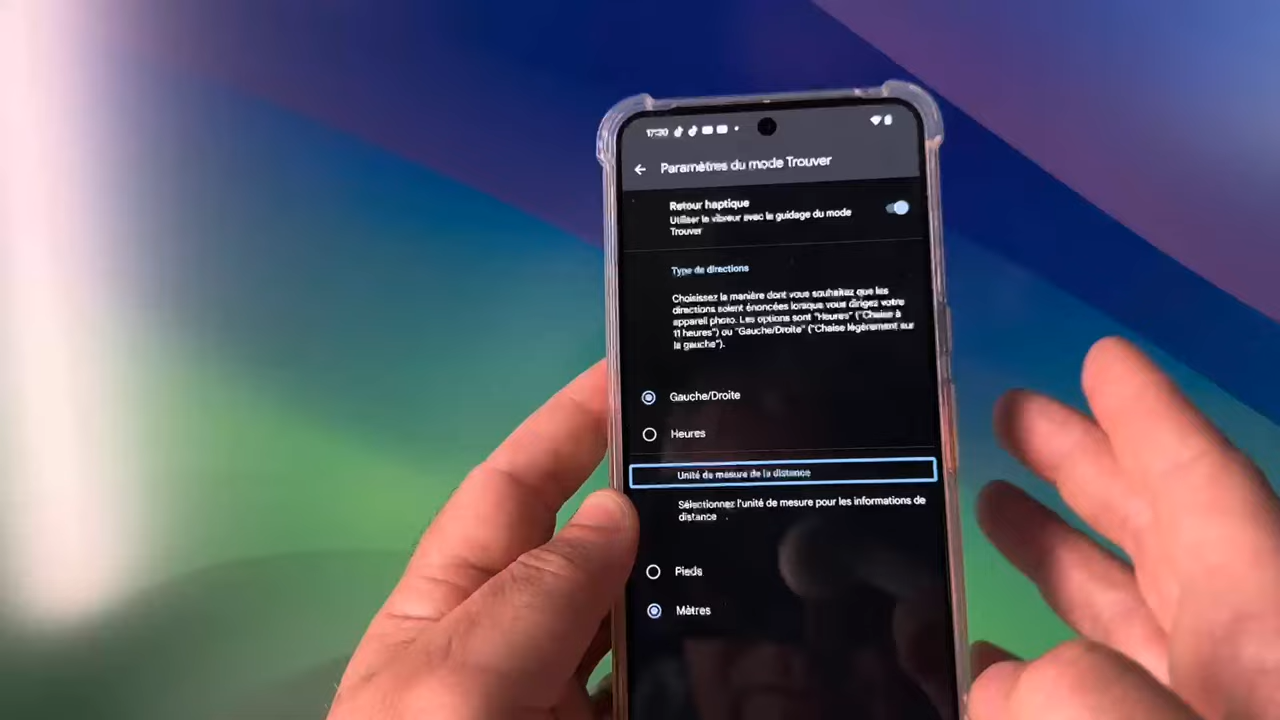 17:30
Paramètres du mode Trouver
Retour haptique
Utiliser le vibreur avec le guidage du mode
Trouver
Type de directions
Choisissez la manière dont vous souhaitez que les
directions soient énoncées lorsque vous dirigez votre
appareil photo. Les options sont "Heures" ("Chaise à
11 heures") ou "Gauche/Droite" ("Chaise légèrement sur
la gauche").
Gauche/Droite
Heures
Unité de mesure de la distance
Sélectionnez l'unité de mesure pour les informations de
distance
Pieds
Mètres